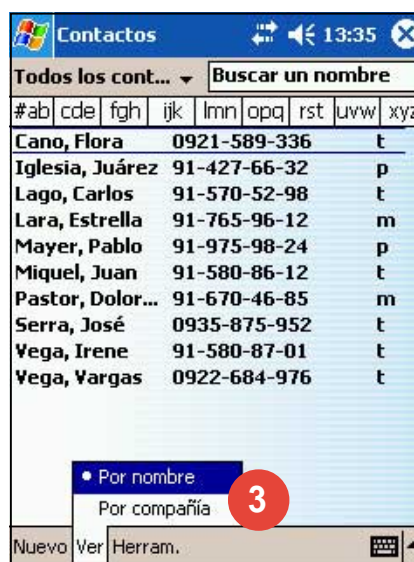 Contactos 13:35
Todos los cont... Buscar un nombre
#ab cde fgh ijk lmn opq rst uvw xyz
Cano, Flora 0921-589-336 t
Iglesia, Juárez 91-427-66-32 p
Lago, Carlos 91-570-52-98 t
Lara, Estrella 91-765-96-12 m
Mayer, Pablo 91-975-98-24 p
Miquel, Juan 91-580-86-12 t
Pastor, Dolor... 91-670-46-85 m
Serra, José 0935-875-952 t
Vega, Irene 91-580-87-01 t
Vega, Vargas 0922-684-976 t
Por nombre
Por compañía
3
Nuevo Ver Herram.